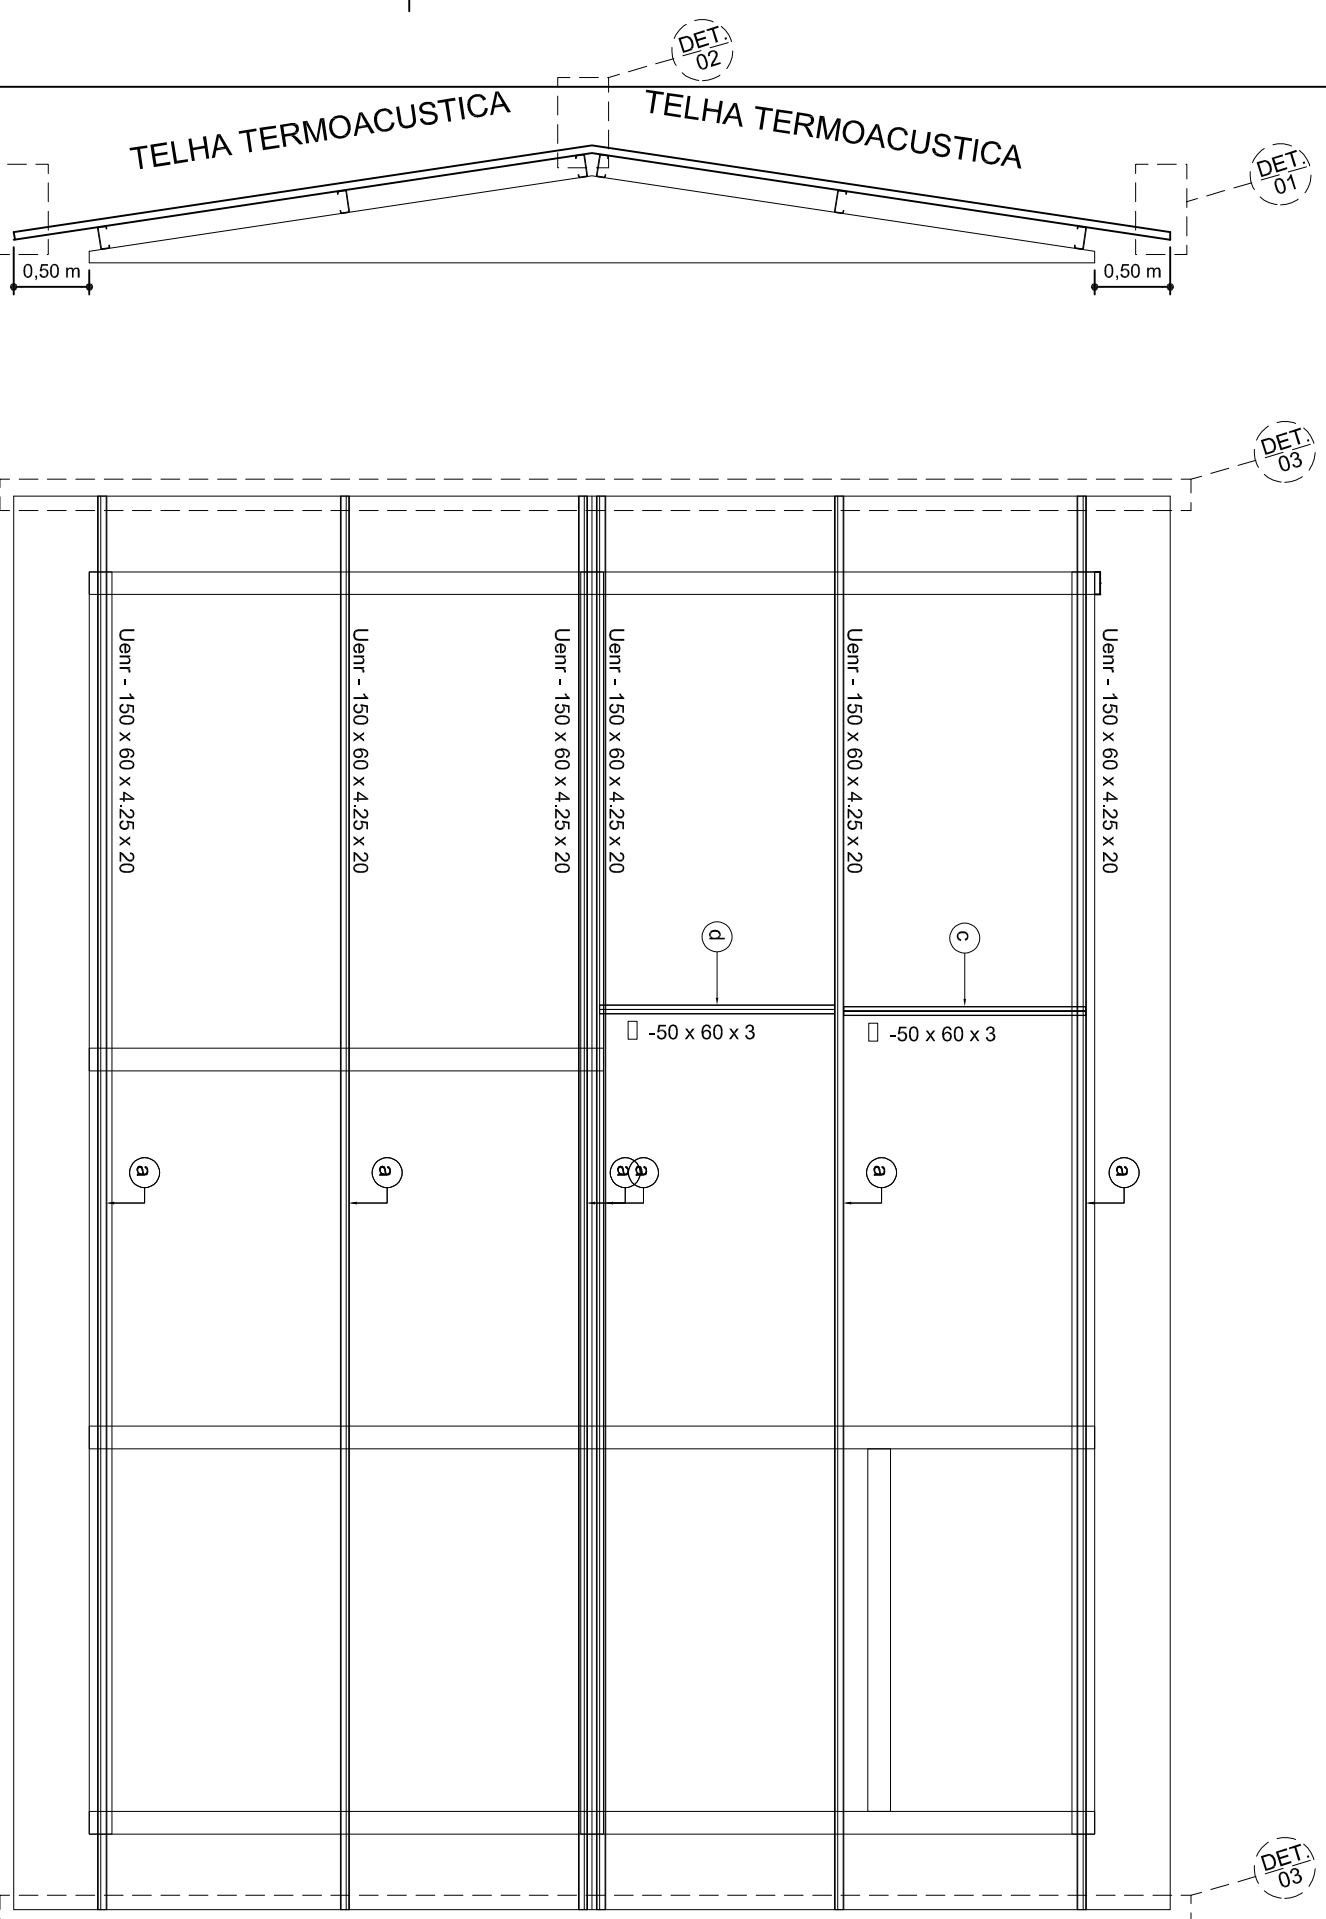 DET.
02
TELHA TERMOACUSTICA
TELHA TERMOACUSTICA
DET.
01
0,50 m
0,50 m
DET.
03
Uenr - 150 x 60 x 4.25 x 20
Uenr - 150 x 60 x 4.25 x 20
Uenr - 150 x 60 x 4.25 x 20
Uenr - 150 x 60 x 4.25 x 20
Uenr - 150 x 60 x 4.25 x 20
Uenr - 150 x 60 x 4.25 x 20
d
c
-50 x 60 x 3
-50 x 60 x 3
a
a
a
a
a
a
DET.
03